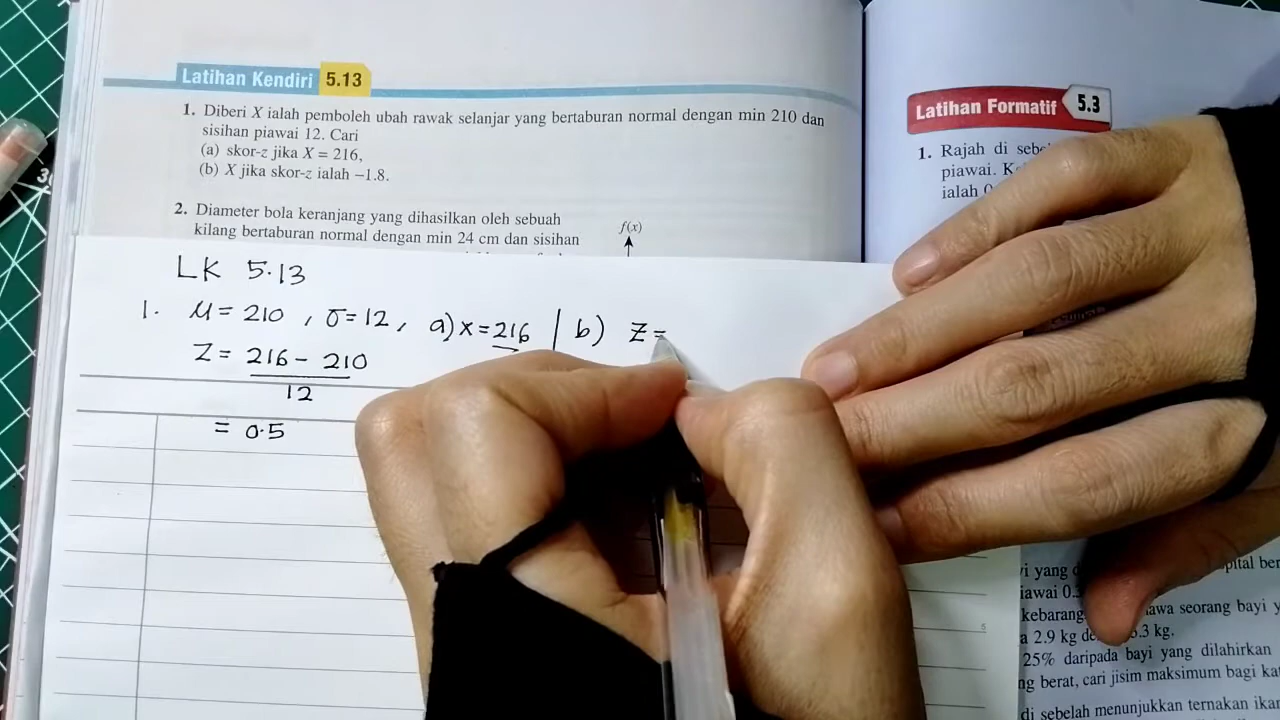 Latihan Kendiri 5.13
1. Diberi X ialah pemboleh ubah rawak selanjar yang bertaburan normal dengan min 210 dan
sisihan piawai 12. Cari
(a) skor-z jika X = 216,
(b) X jika skor-z ialah −1.8.
2. Diameter bola keranjang yang dihasilkan oleh sebuah
kilang bertaburan normal dengan min 24 cm dan sisihan
f(x)
LK 5.13
1. μ = 210 , σ = 12 , a) x = 216 | b) z =
z = 216 − 210
12
= 0.5
Latihan Formatif 5.3
1. Rajah di
piawai.
ialah
yang
kebarang seorang bayi
2.9 kg
25% daripada bayi yang dilahirkan
berat, cari jisim maksimum bagi
di sebelah menunjukkan ternakan